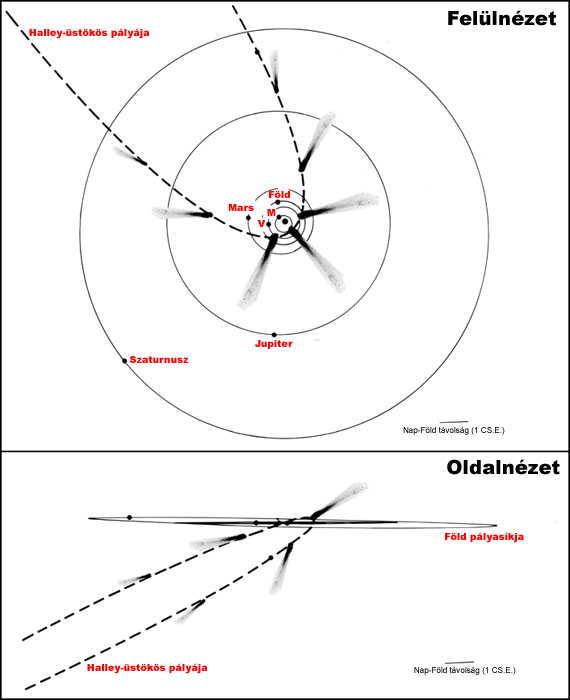 Felülnézet
Halley-üstökös pályája
Föld
Mars
M
V
Jupiter
Szaturnusz
Nap-Föld távolság (1 CS.E.)
Oldalnézet
Föld pályasíkja
Halley-üstökös pályája
Nap-Föld távolság (1 CS.E.)